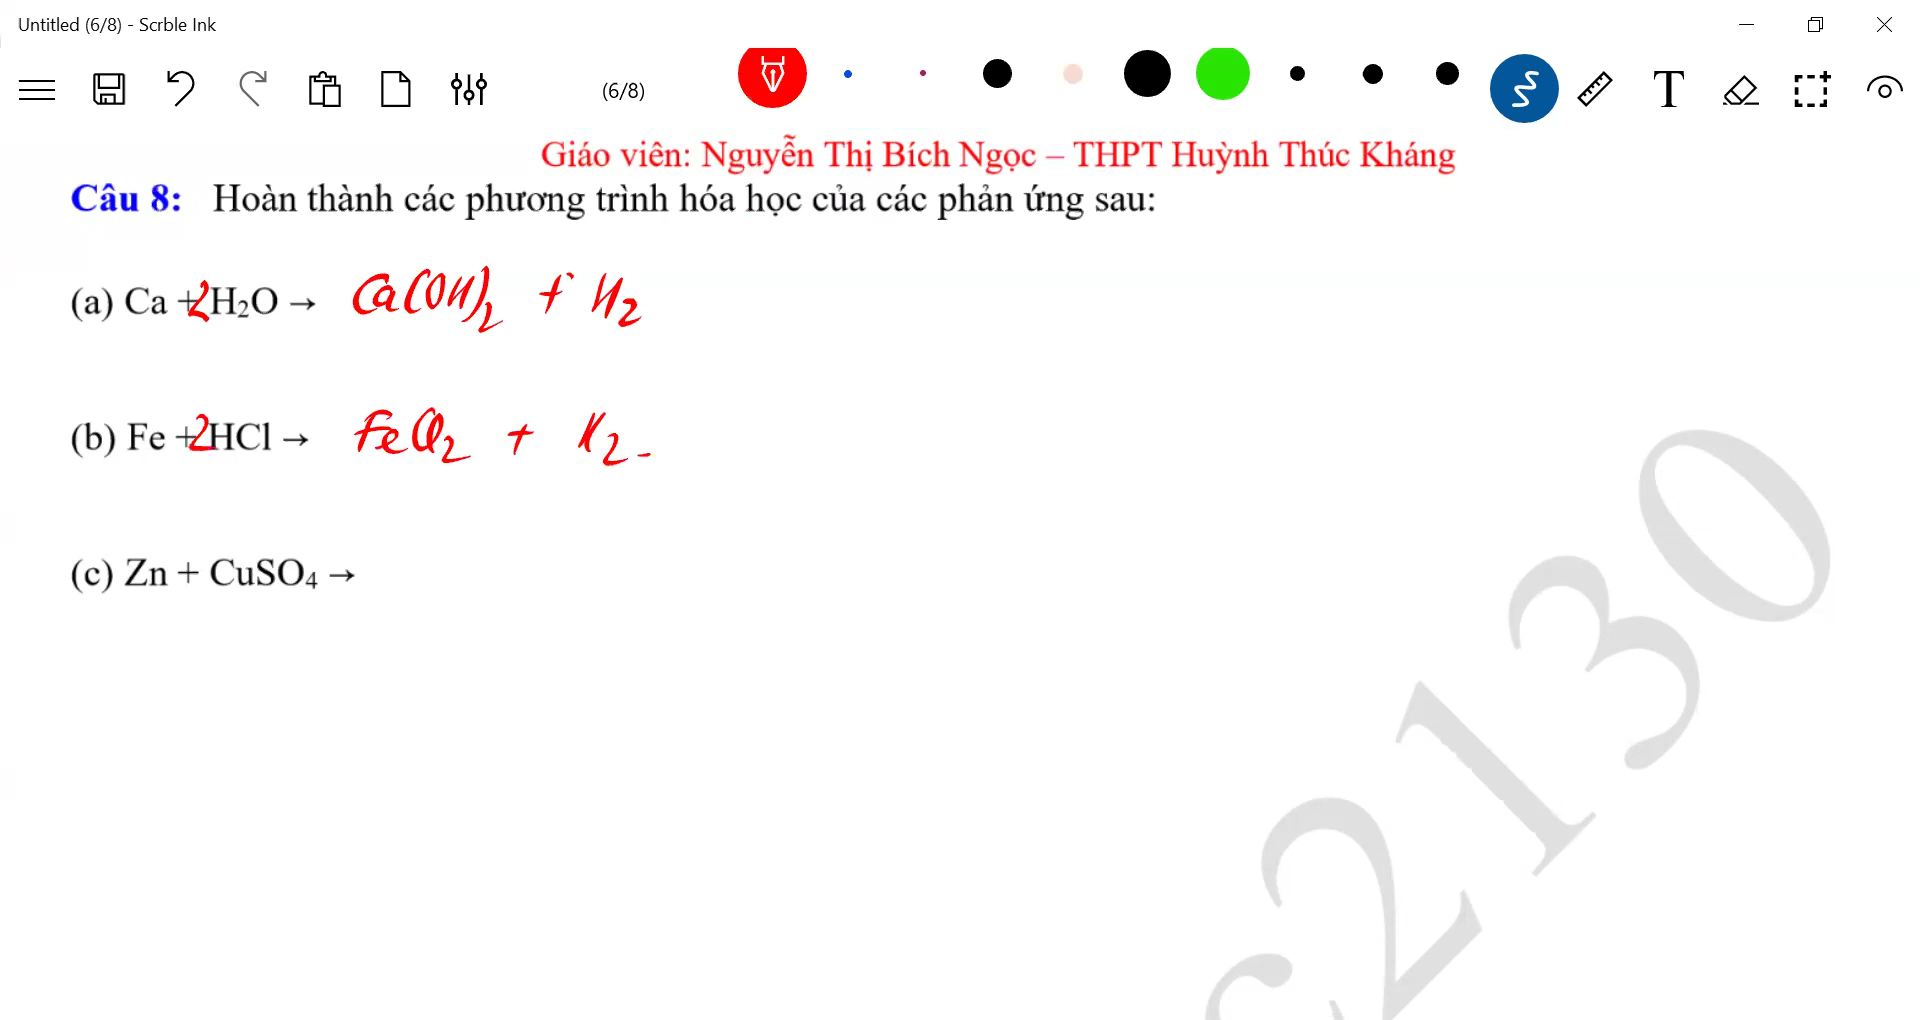 Untitled (6/8) - Scrble Ink
(6/8)
T
Giáo viên: Nguyễn Thị Bích Ngọc – THPT Huỳnh Thúc Kháng
Câu 8: Hoàn thành các phương trình hóa học của các phản ứng sau:
(a) Ca + 2H₂O → Ca(OH)₂ + H₂
(b) Fe + 2HCl → FeCl₂ + H₂.
(c) Zn + CuSO₄ →
2130